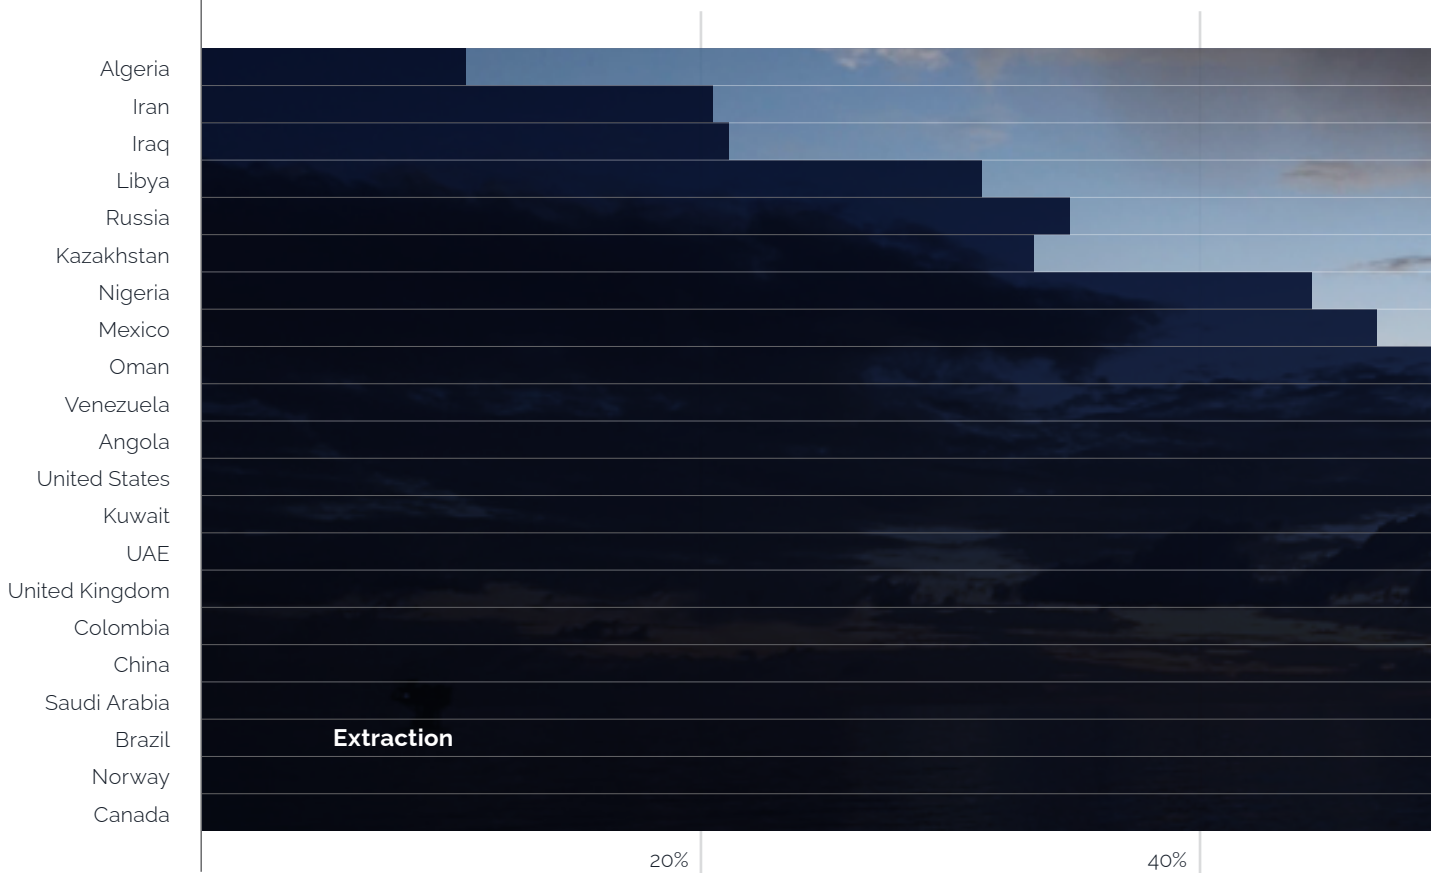 Algeria
Iran
Iraq
Libya
Russia
Kazakhstan
Nigeria
Mexico
Oman
Venezuela
Angola
United States
Kuwait
UAE
United Kingdom
Colombia
China
Saudi Arabia
Brazil
Extraction
Norway
Canada
20%
40%